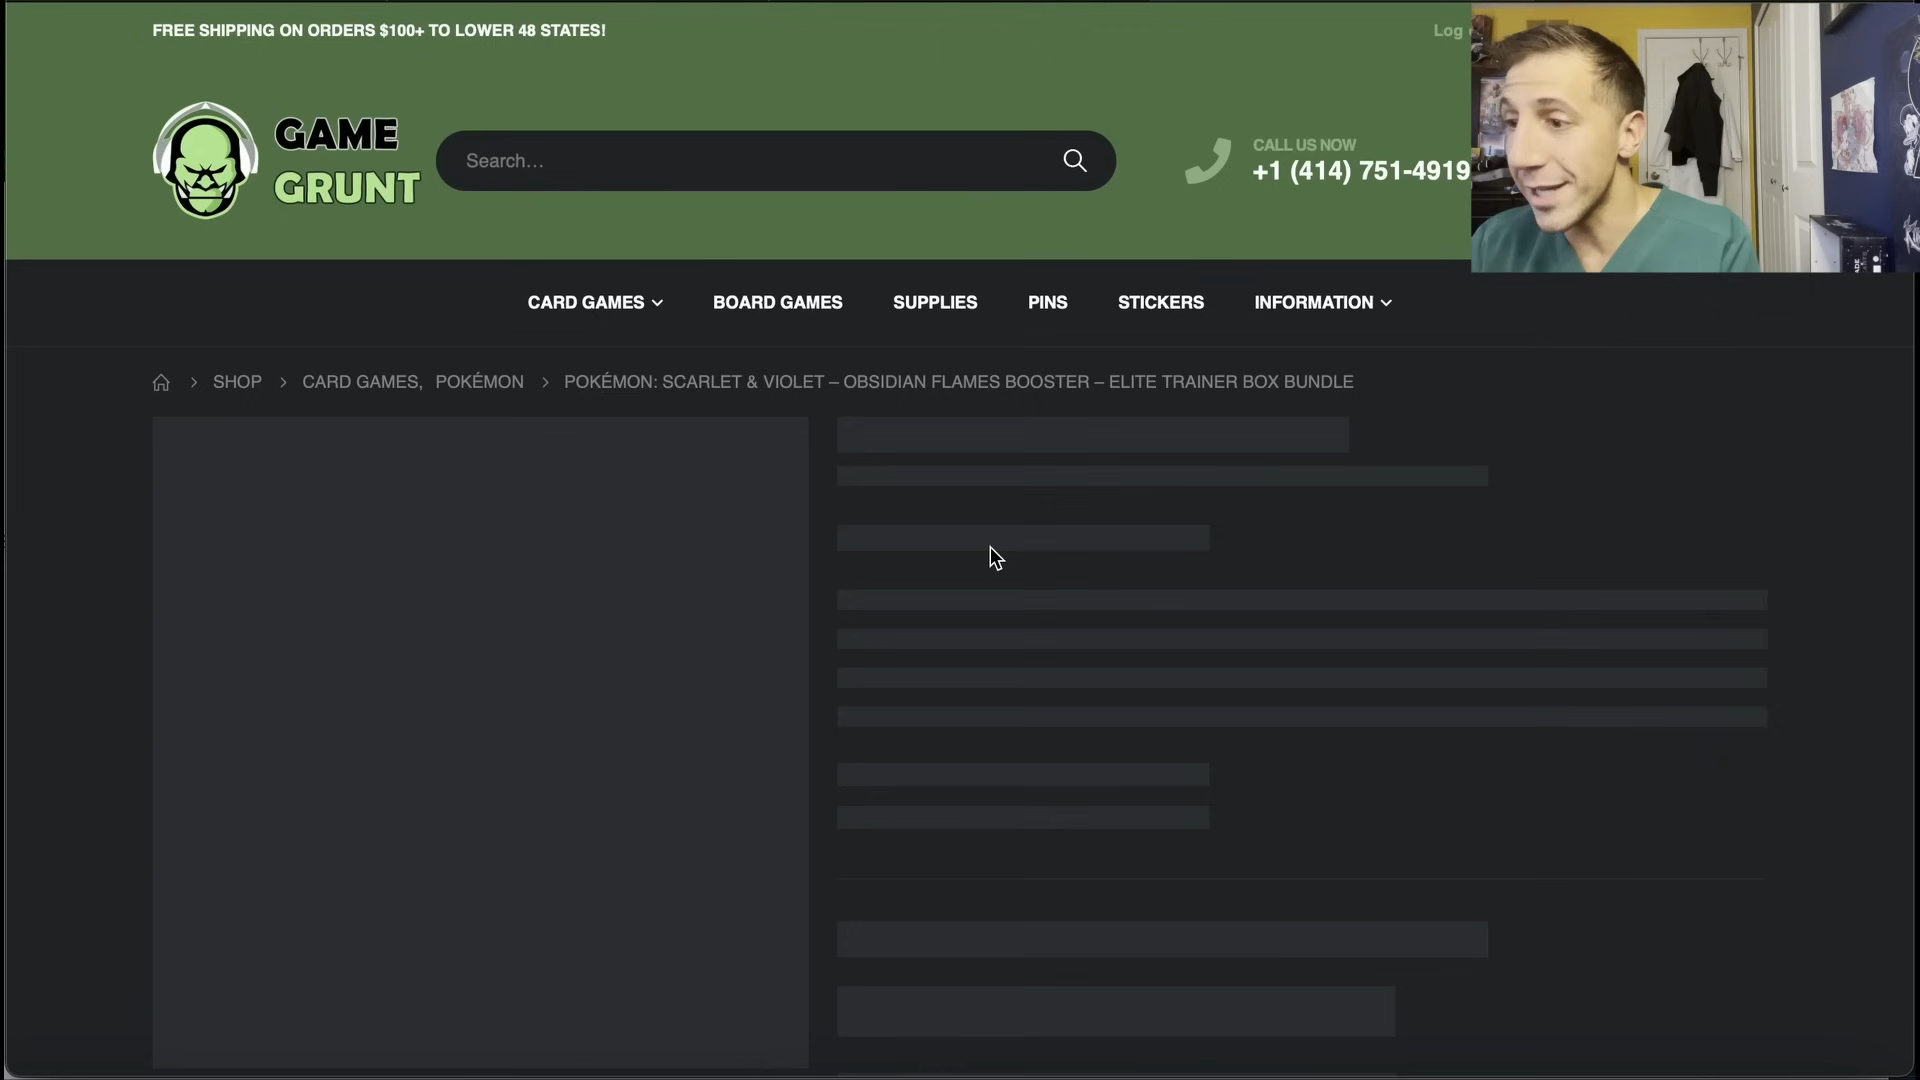 FREE SHIPPING ON ORDERS $100+ TO LOWER 48 STATES!
Log
GAME
GRUNT
Search...
CALL US NOW
+1 (414) 751-4919
CARD GAMES
BOARD GAMES
SUPPLIES
PINS
STICKERS
INFORMATION
SHOP > CARD GAMES, POKÉMON > POKÉMON: SCARLET & VIOLET – OBSIDIAN FLAMES BOOSTER – ELITE TRAINER BOX BUNDLE